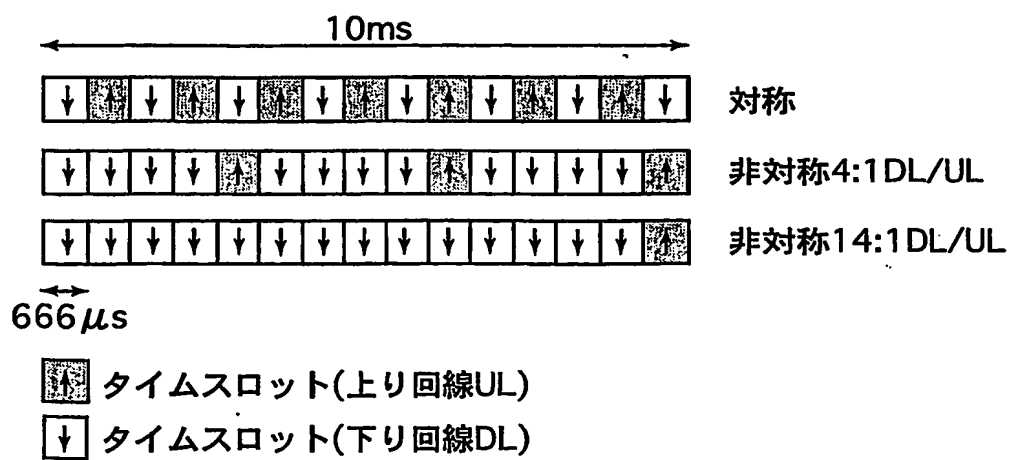 10ms
対称
非対称4:1DL/UL
非対称14:1DL/UL
666μs
タイムスロット(上り回線UL)
タイムスロット(下り回線DL)